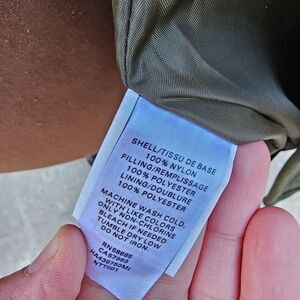 SHELL/TISSU DE BASE
100% NYLON
FILLING/REMPLISSAGE
100% POLYESTER
LINING/DOUBLURE
100% POLYESTER
MACHINE WASH COLD.
WITH LIKE COLORS
ONLY NON-CHLORINE
BLEACH IF NEEDED
TUMBLE DRY LOW
DO NOT IRON